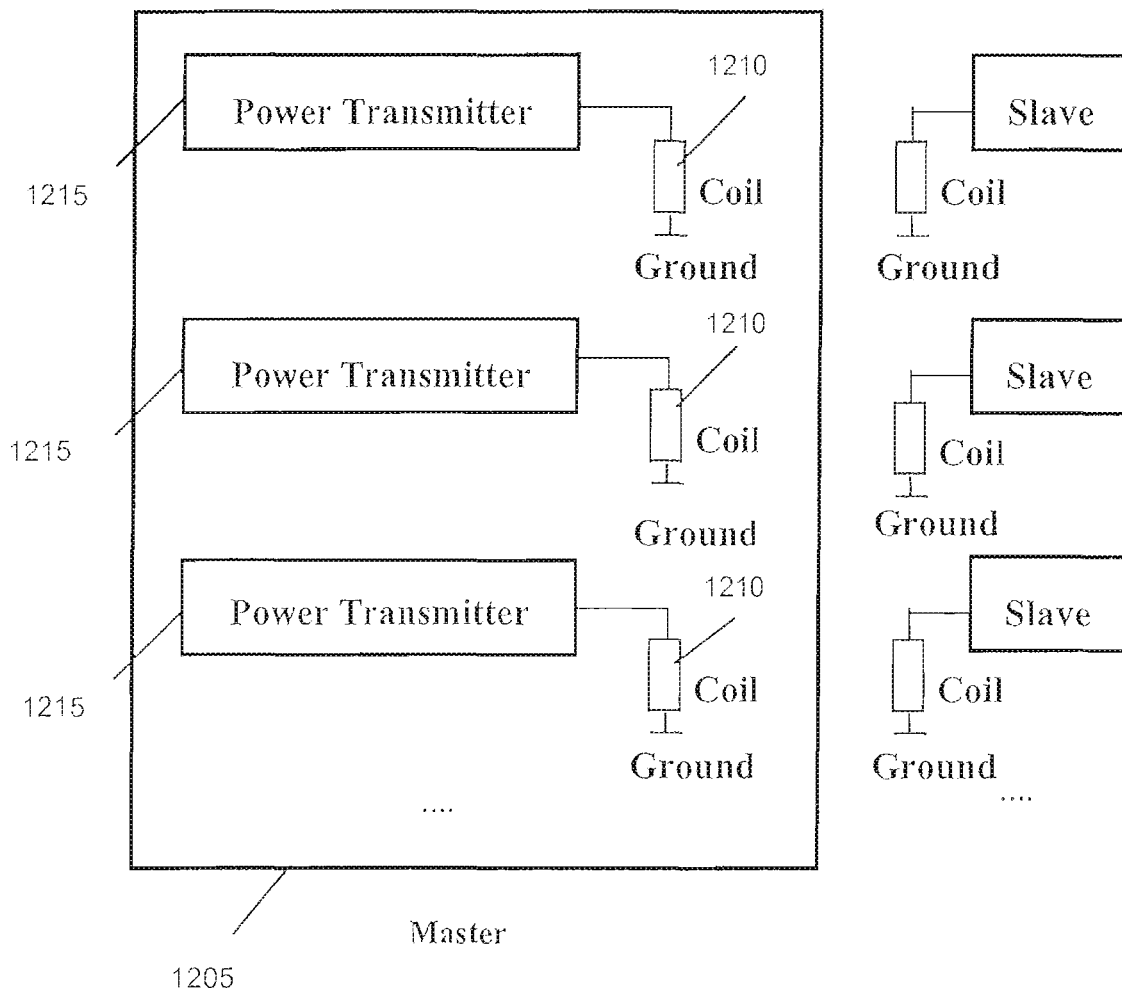 1210
Power Transmitter
Slave
1215
Coil
Coil
Ground
Ground
1210
Power Transmitter
Slave
1215
Coil
Coil
Ground
Ground
1210
Power Transmitter
Slave
1215
Coil
Coil
Ground
Ground
....
....
Master
1205